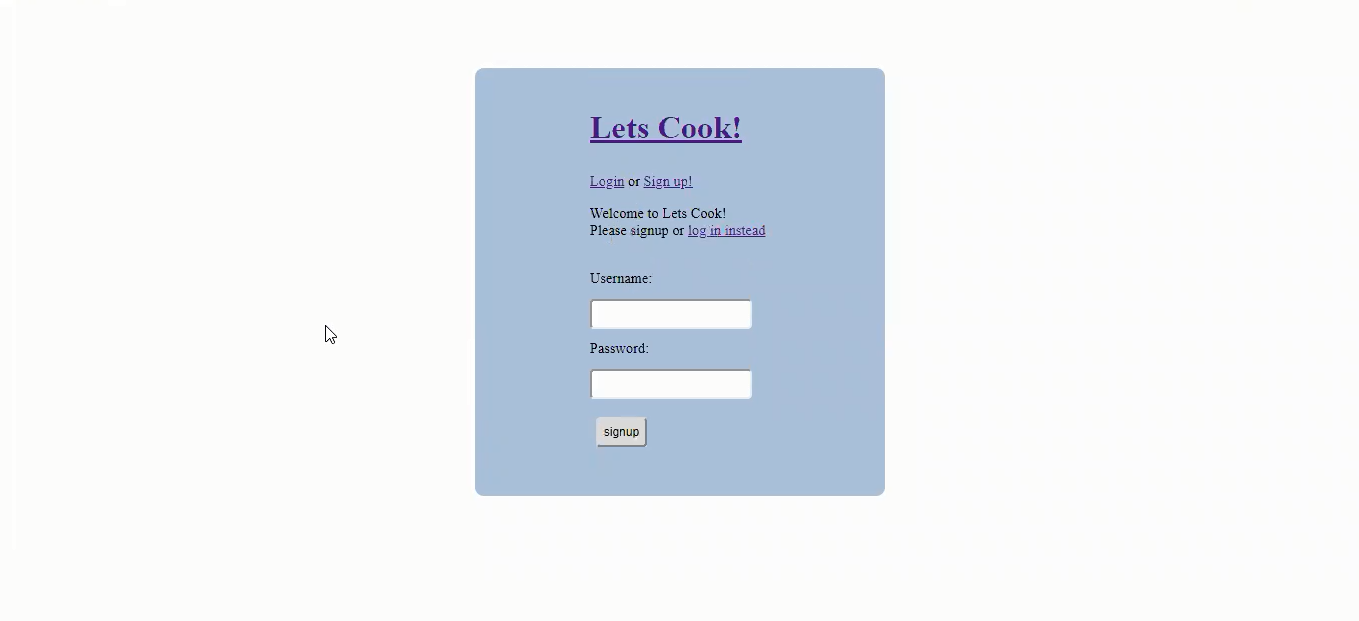 Lets Cook!
Login or Sign up!
Welcome to Lets Cook!
Please signup or log in instead
Username:
Password:
signup